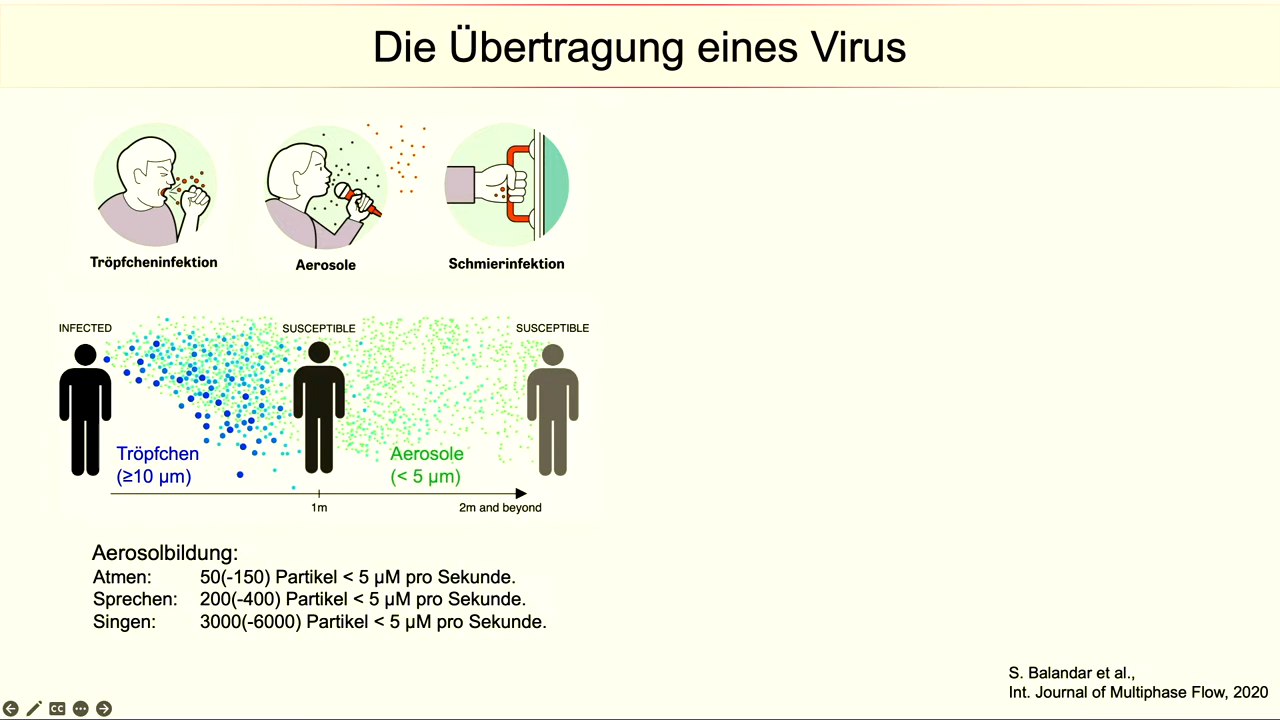 Die Übertragung eines Virus
Tröpfcheninfektion
Aerosole
Schmierinfektion
INFECTED
SUSCEPTIBLE
SUSCEPTIBLE
Tröpfchen
(≥10 µm)
Aerosole
(< 5 µm)
1m
2m and beyond
Aerosolbildung:
Atmen: 50(-150) Partikel < 5 µM pro Sekunde.
Sprechen: 200(-400) Partikel < 5 µM pro Sekunde.
Singen: 3000(-6000) Partikel < 5 µM pro Sekunde.
S. Balandar et al.,
Int. Journal of Multiphase Flow, 2020
CC